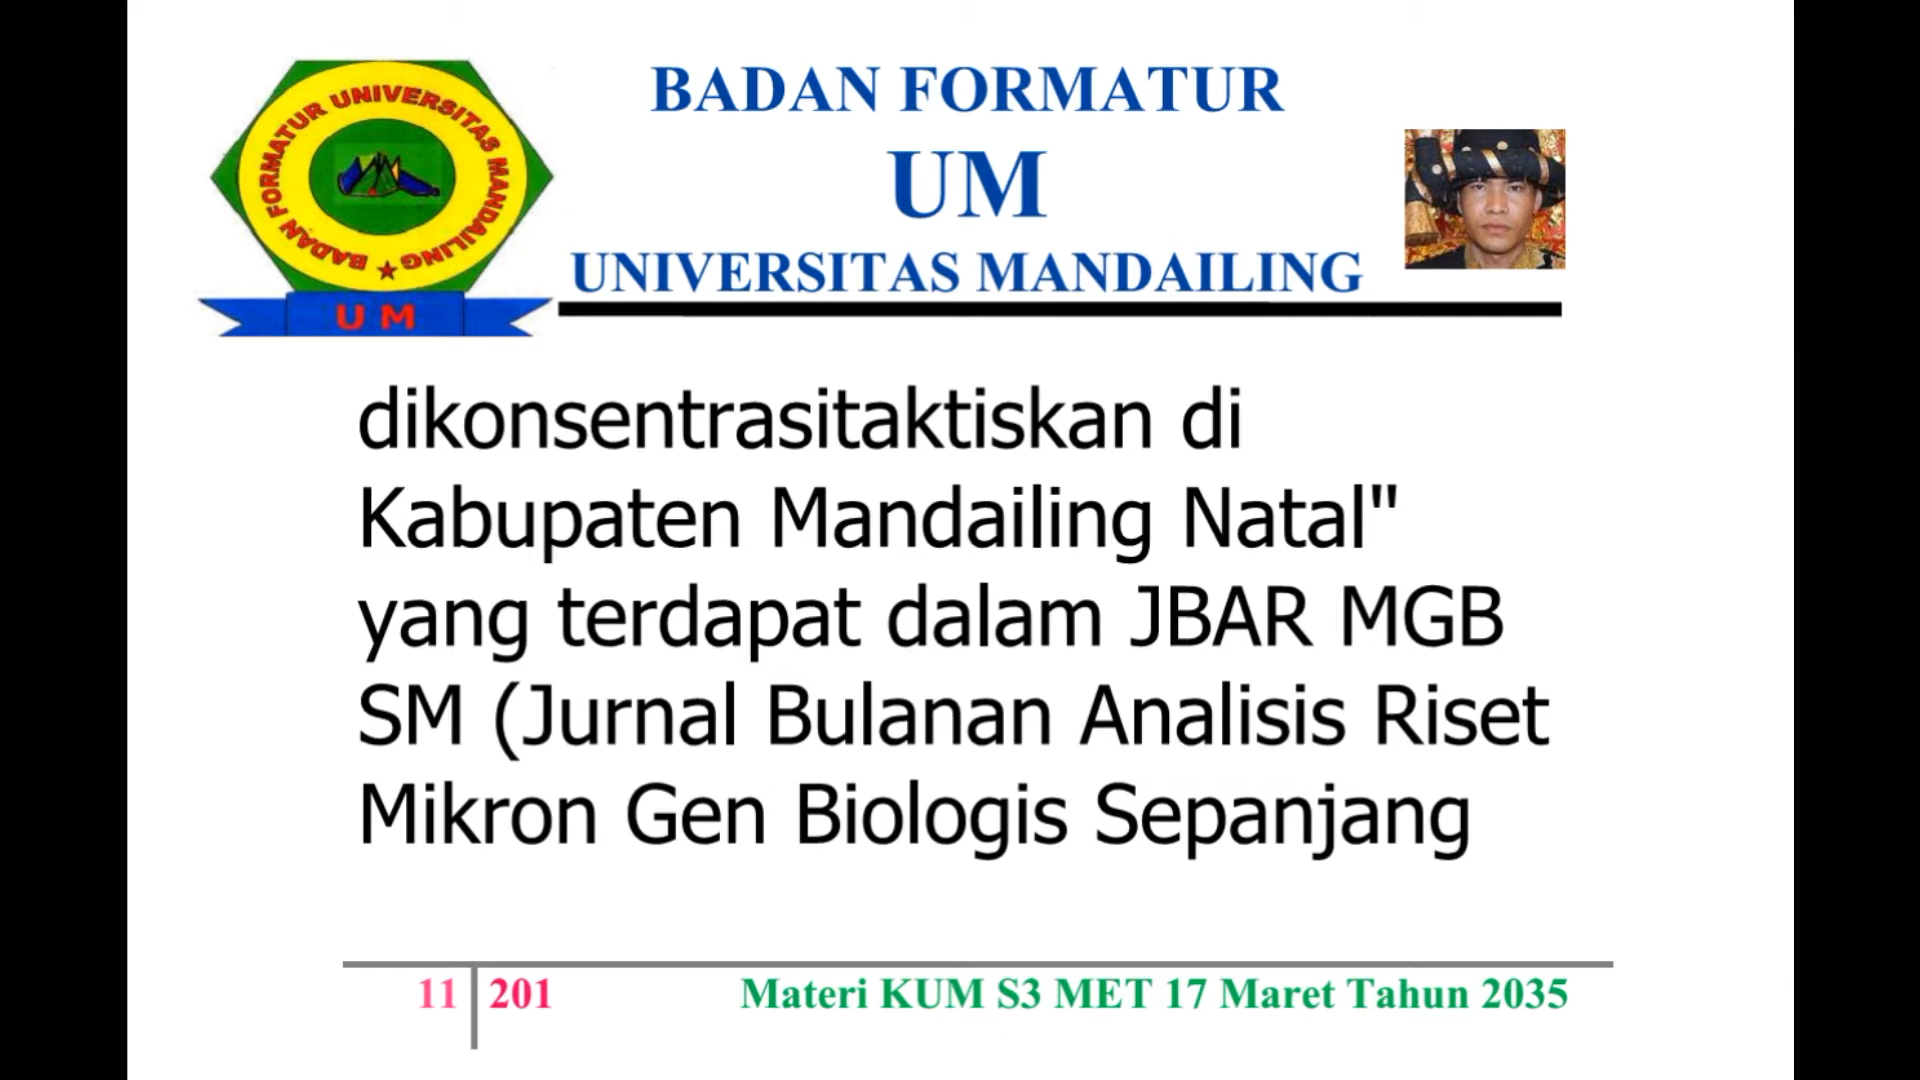 BADAN FORMATUR UNIVERSITAS MANDAILING
U M
BADAN FORMATUR
UM
UNIVERSITAS MANDAILING
dikonsentrasitaktiskan di
Kabupaten Mandailing Natal"
yang terdapat dalam JBAR MGB
SM (Jurnal Bulanan Analisis Riset
Mikron Gen Biologis Sepanjang
11 201 Materi KUM S3 MET 17 Maret Tahun 2035